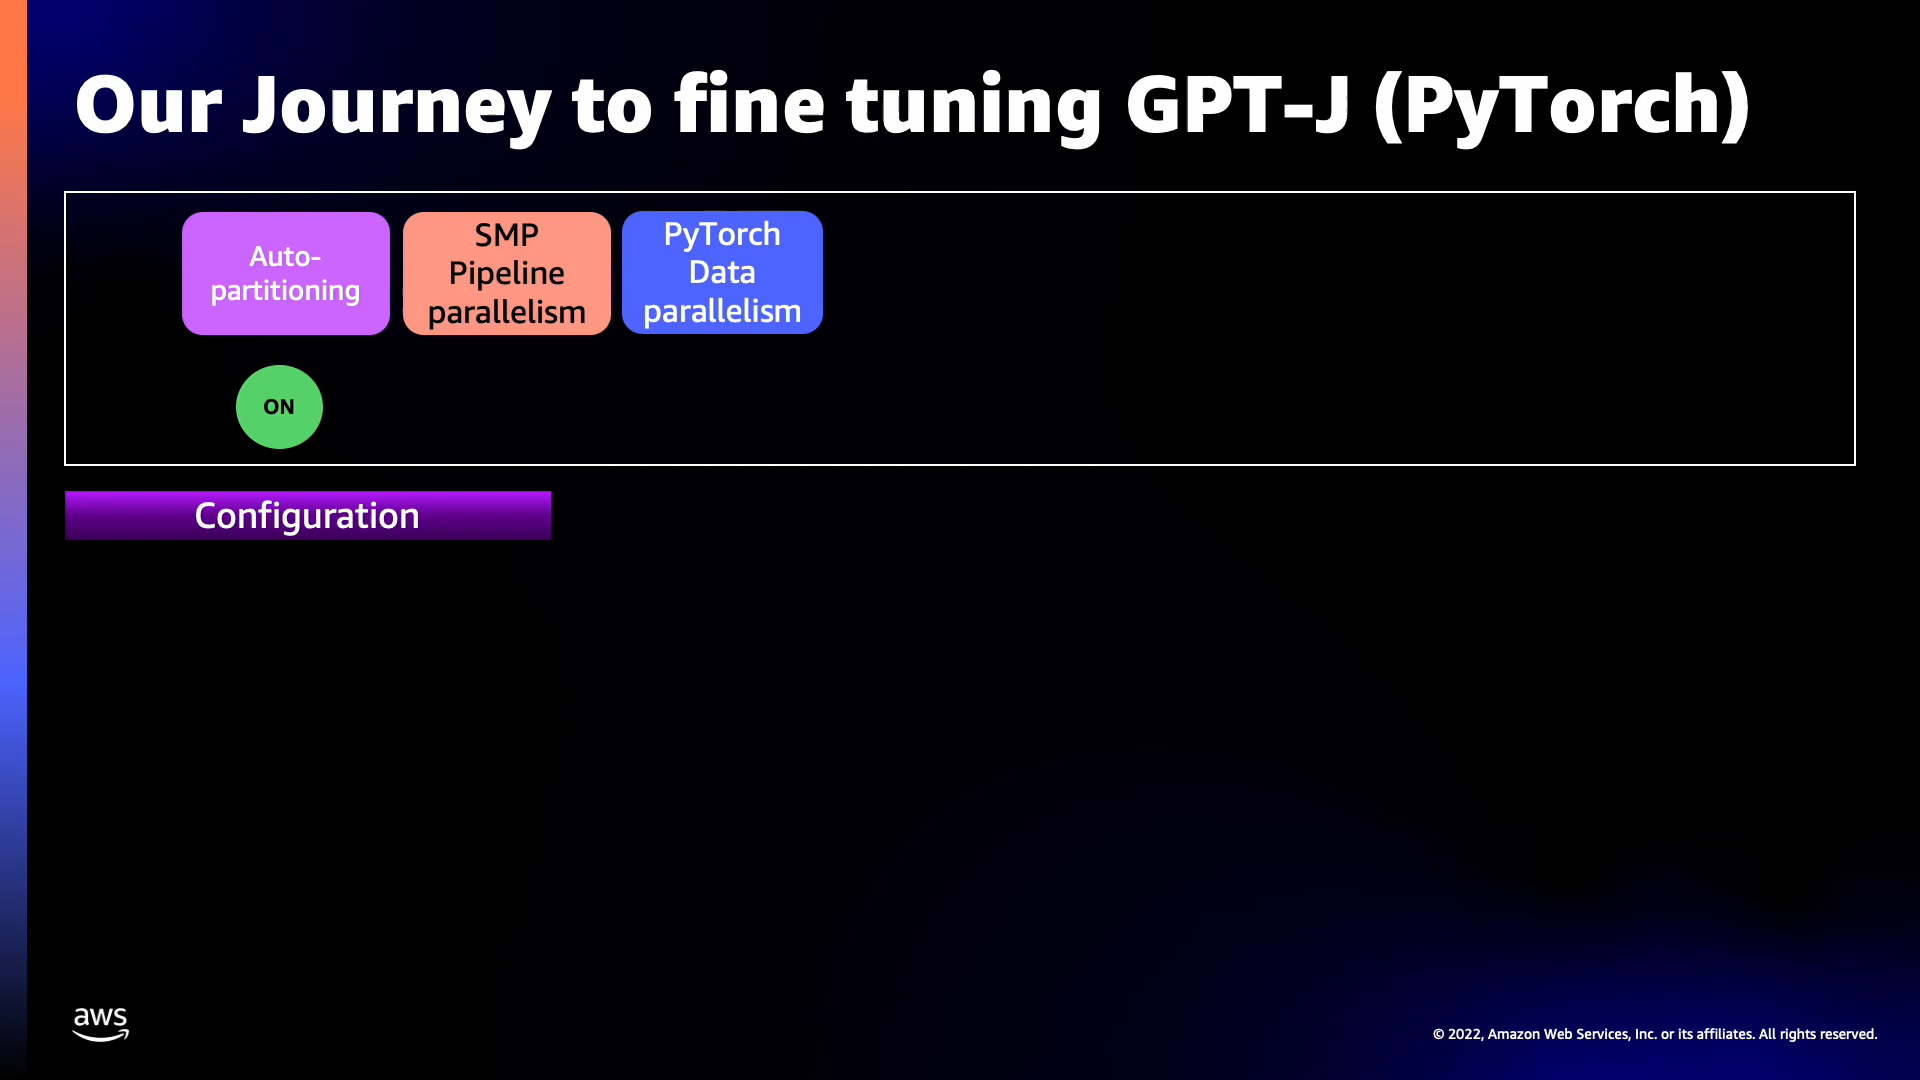 Our Journey to fine tuning GPT-J (PyTorch)
Auto-
partitioning
SMP
Pipeline
parallelism
PyTorch
Data
parallelism
ON
Configuration
aws
© 2022, Amazon Web Services, Inc. or its affiliates. All rights reserved.